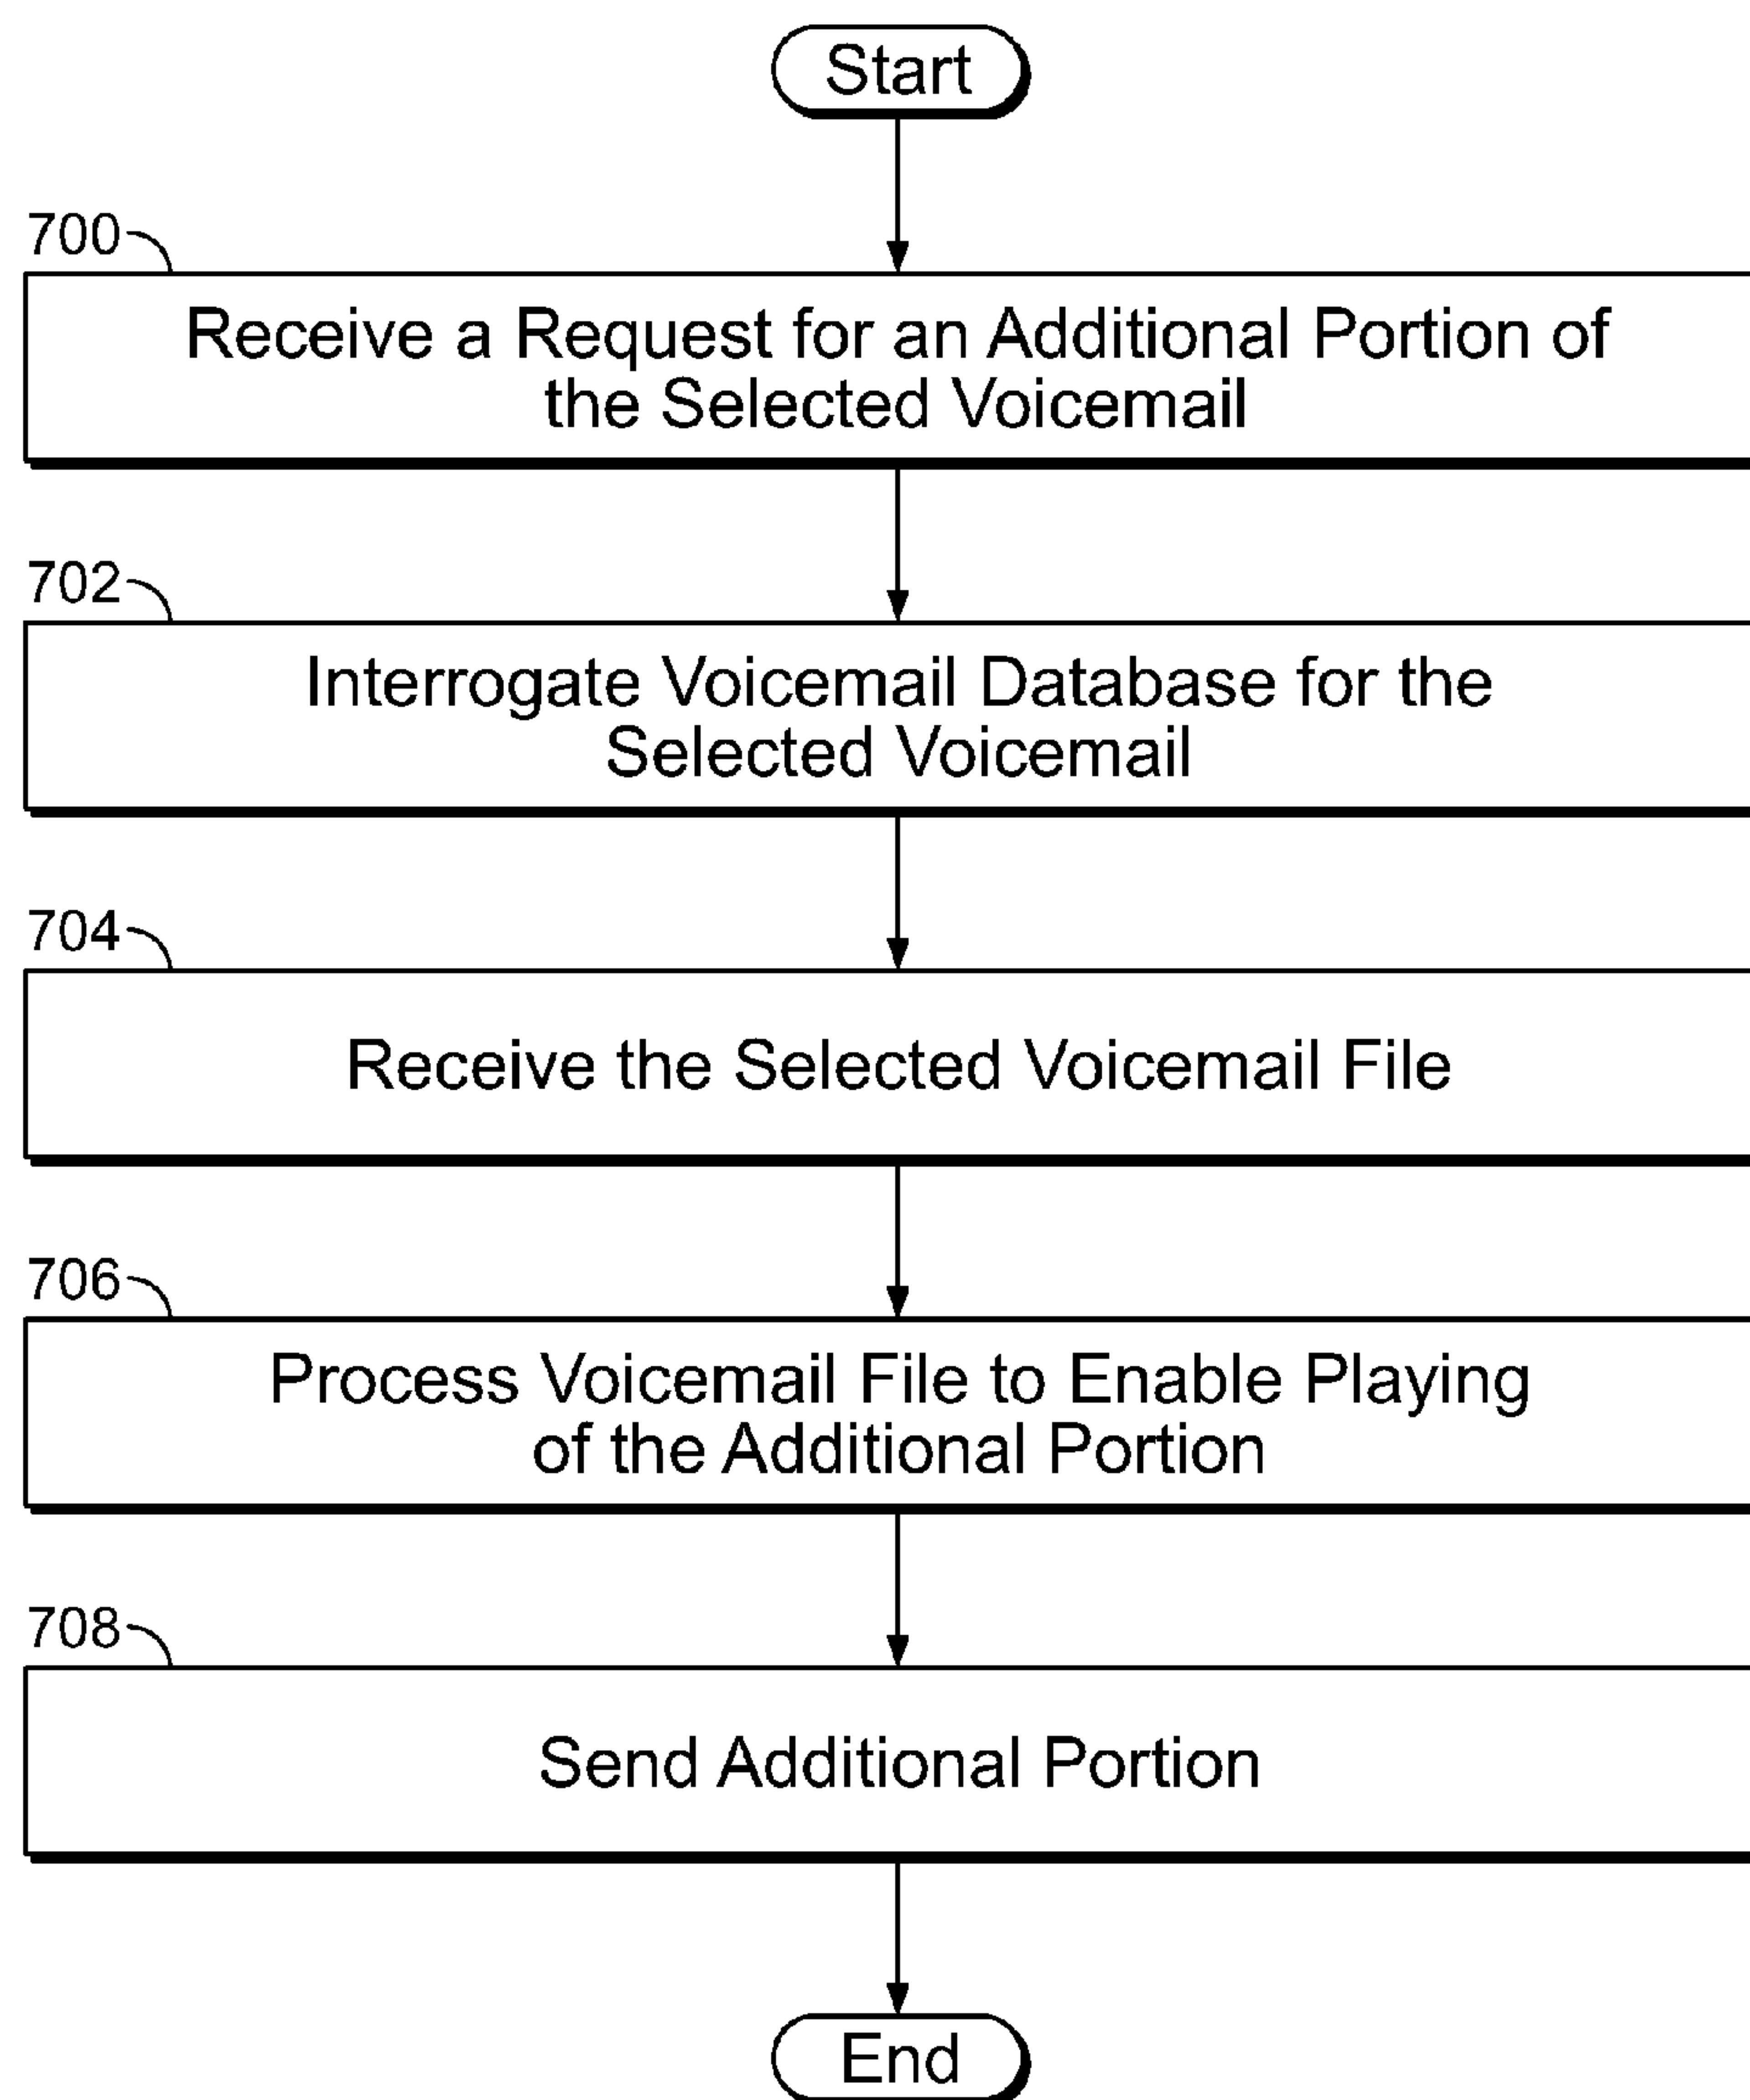 Start
700
Receive a Request for an Additional Portion of
the Selected Voicemail
702
Interrogate Voicemail Database for the
Selected Voicemail
704
Receive the Selected Voicemail File
706
Process Voicemail File to Enable Playing
of the Additional Portion
708
Send Additional Portion
End